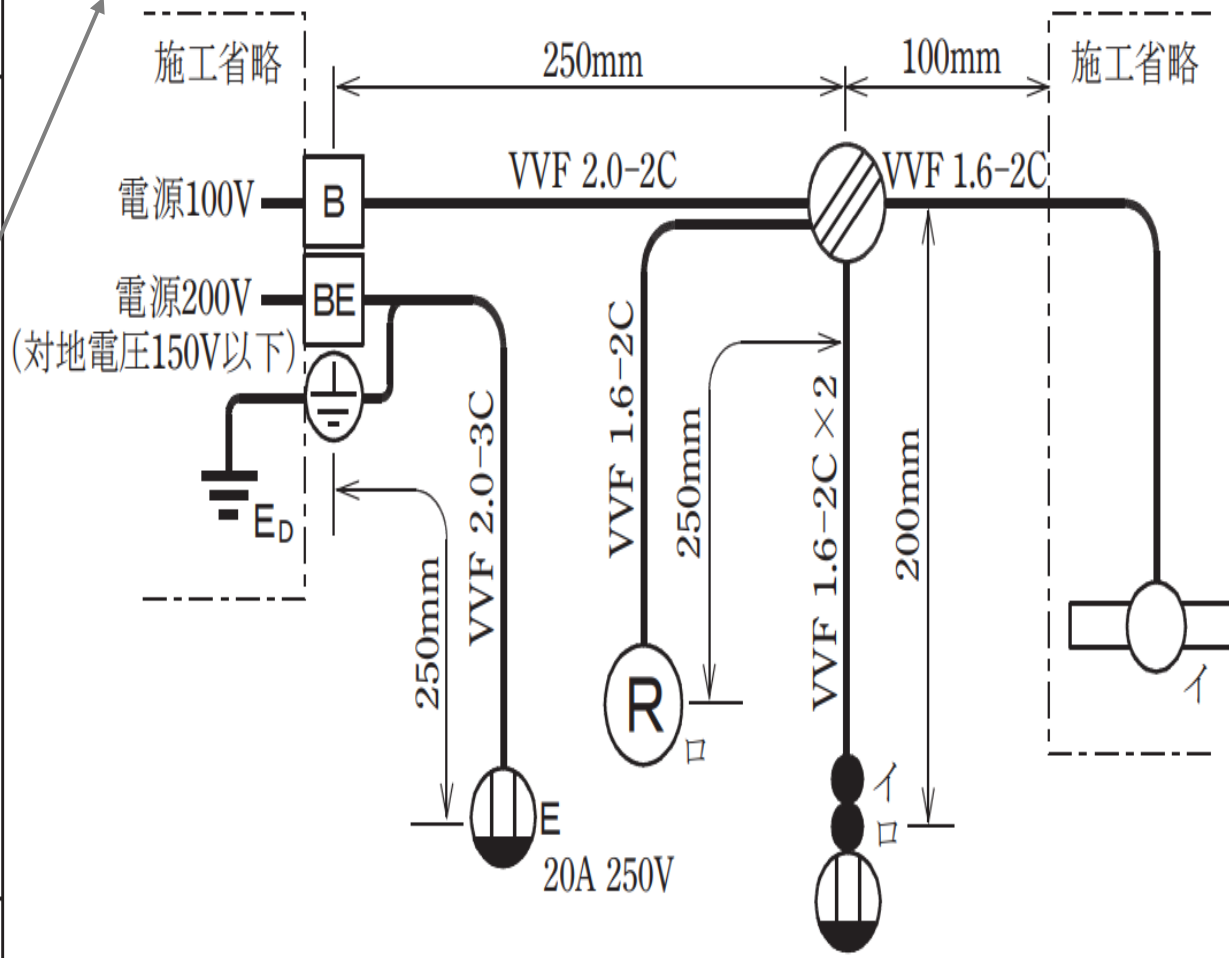 施工省略
250mm
100mm
施工省略
電源100V
B
VVF 2.0-2C
VVF 1.6-2C
電源200V
BE
(対地電圧150V以下)
ED
VVF 2.0-3C
250mm
VVF 1.6-2C
250mm
VVF 1.6-2C×2
200mm
R
ロ
イ
ロ
イ
E
20A 250V